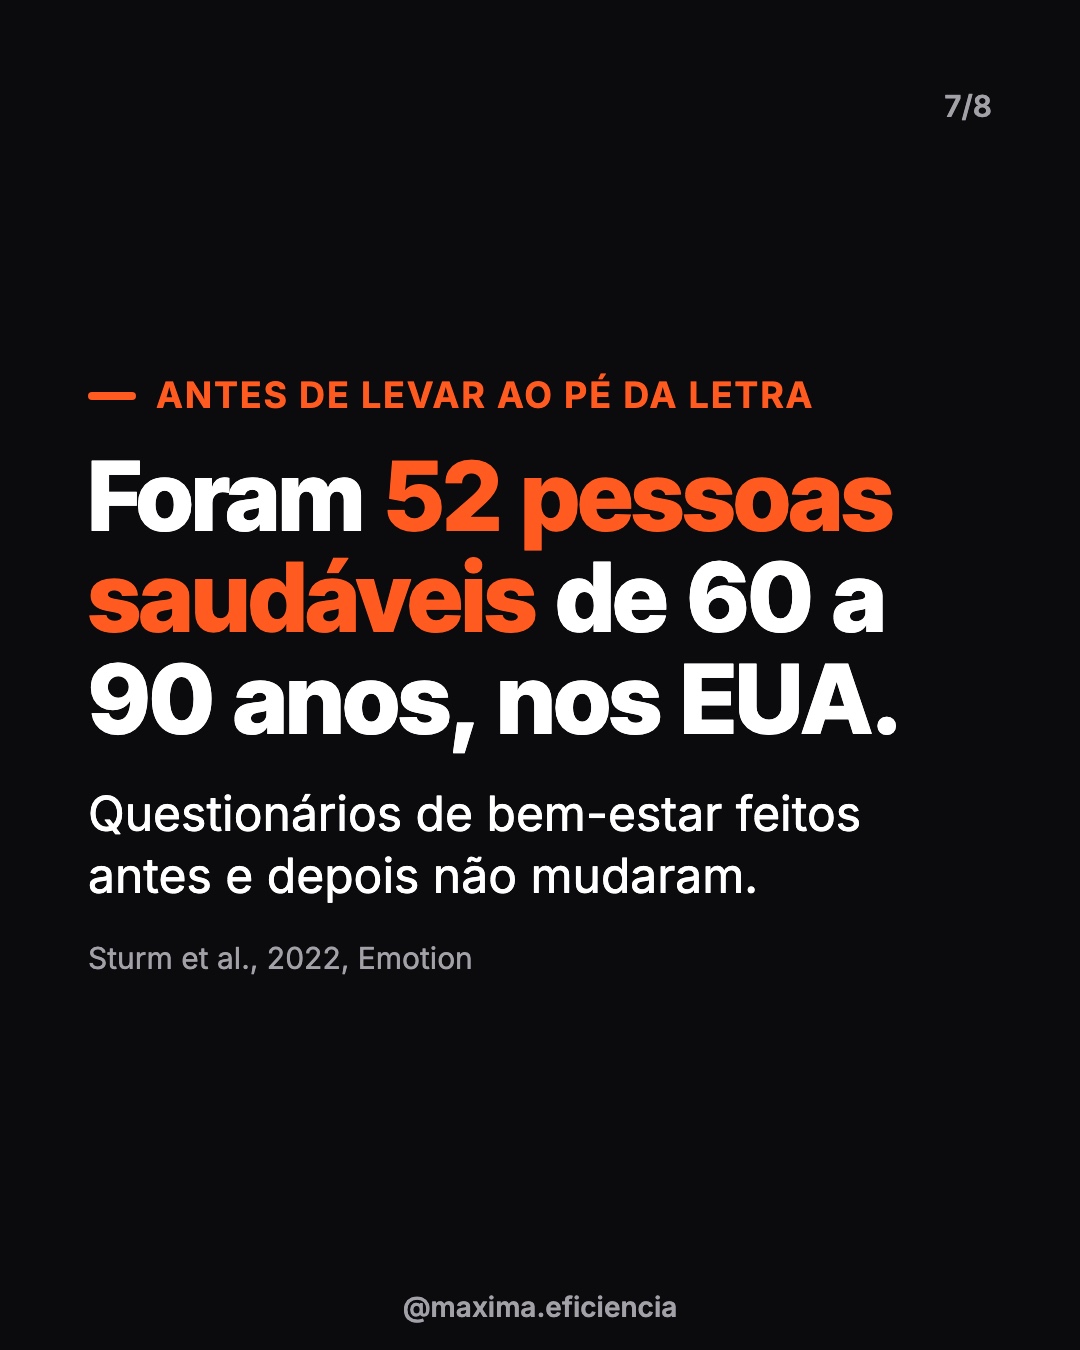 7/8
ANTES DE LEVAR AO PÉ DA LETRA
Foram 52 pessoas
saudáveis de 60 a
90 anos, nos EUA.
Questionários de bem-estar feitos
antes e depois não mudaram.
Sturm et al., 2022, Emotion
@maxima.eficiencia